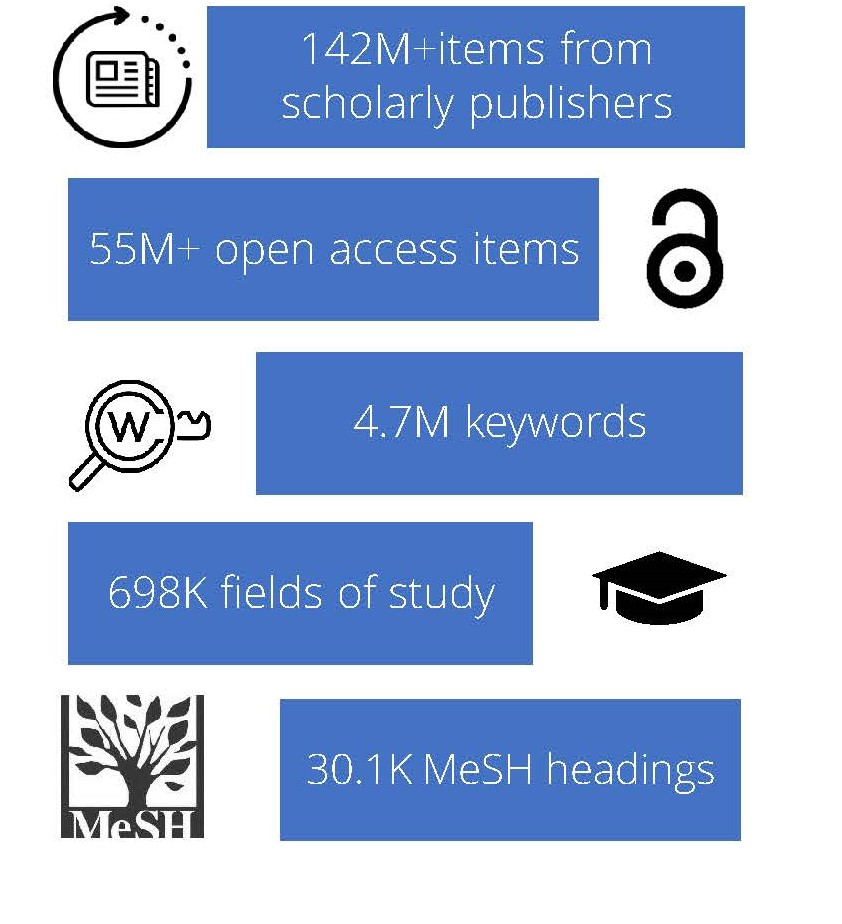 142M+items from
scholarly publishers
55M+ open access items
W
4.7M keywords
698K fields of study
MeSH
30.1K MeSH headings